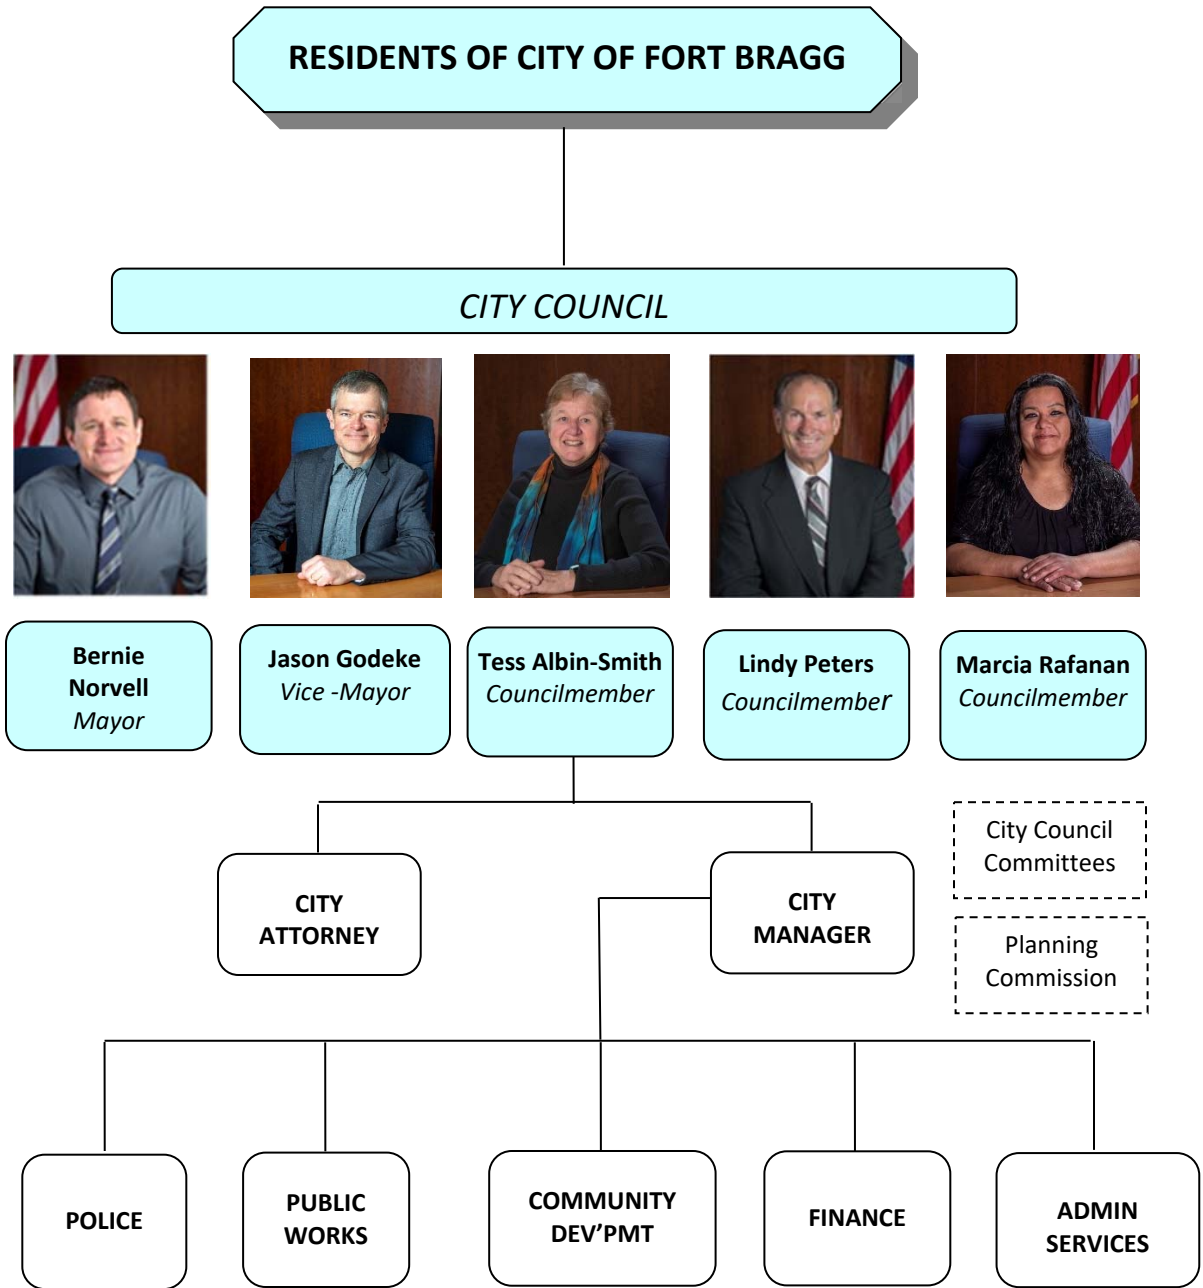 RESIDENTS OF CITY OF FORT BRAGG
CITY COUNCIL
Bernie
Norvell
Mayor
Jason Godeke
Vice -Mayor
Tess Albin-Smith
Councilmember
Lindy Peters
Councilmember
Marcia Rafanan
Councilmember
CITY
ATTORNEY
CITY
MANAGER
City Council
Committees
Planning
Commission
POLICE
PUBLIC
WORKS
COMMUNITY
DEV'PMT
FINANCE
ADMIN
SERVICES